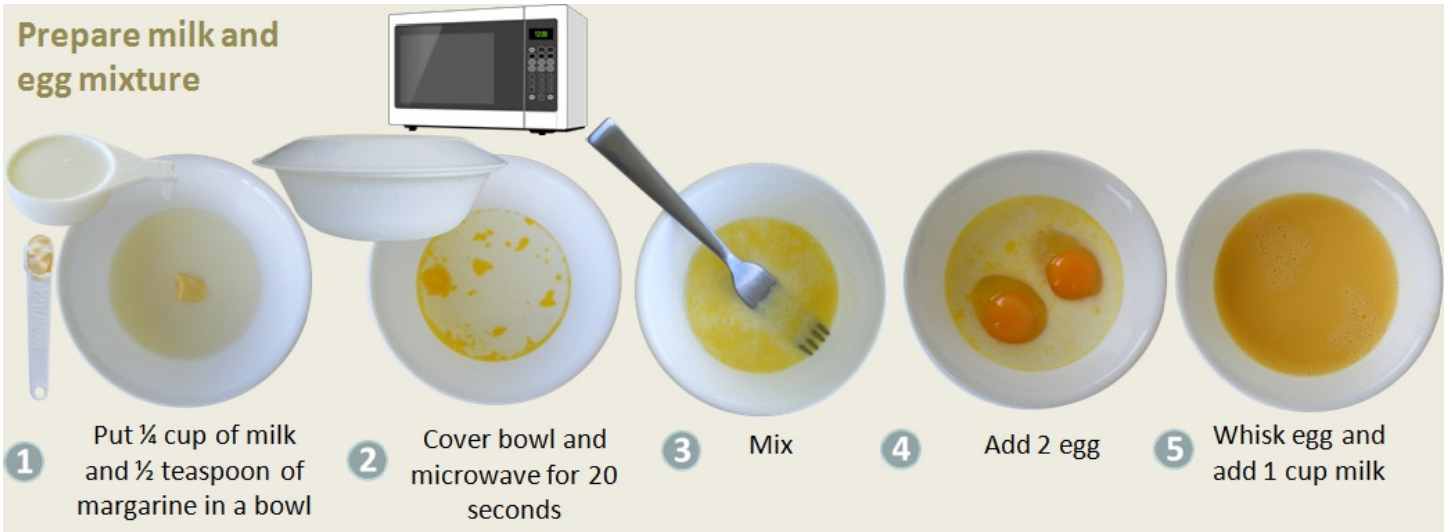 Prepare milk and
egg mixture
12:00
1
Put ¼ cup of milk
and ½ teaspoon of
margarine in a bowl
2
Cover bowl and
microwave for 20
seconds
3
Mix
4
Add 2 egg
5
Whisk egg and
add 1 cup milk